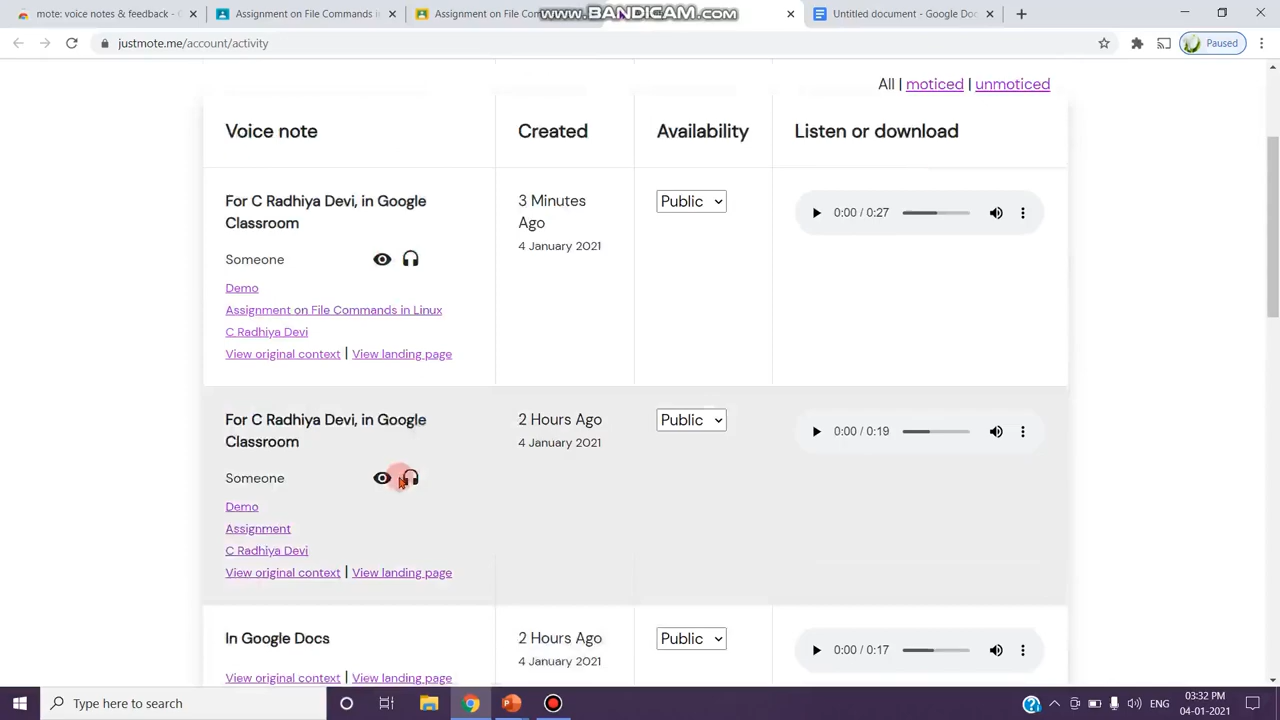 mote: voice notes & feedback -
Assignment on File Commands in
Assignment on File Com
www.BANDICAM.com
Untitled document - Google Doc
justmote.me/account/activity
Paused
All | moticed | unmoticed
Voice note
Created
Availability
Listen or download
For C Radhiya Devi, in Google
Classroom
3 Minutes
Ago
4 January 2021
Public
0:00 / 0:27
Someone
Demo
Assignment on File Commands in Linux
C Radhiya Devi
View original context | View landing page
For C Radhiya Devi, in Google
Classroom
2 Hours Ago
4 January 2021
Public
0:00 / 0:19
Someone
Demo
Assignment
C Radhiya Devi
View original context | View landing page
In Google Docs
2 Hours Ago
4 January 2021
Public
0:00 / 0:17
View original context | View landing page
Type here to search
ENG
03:32 PM
04-01-2021